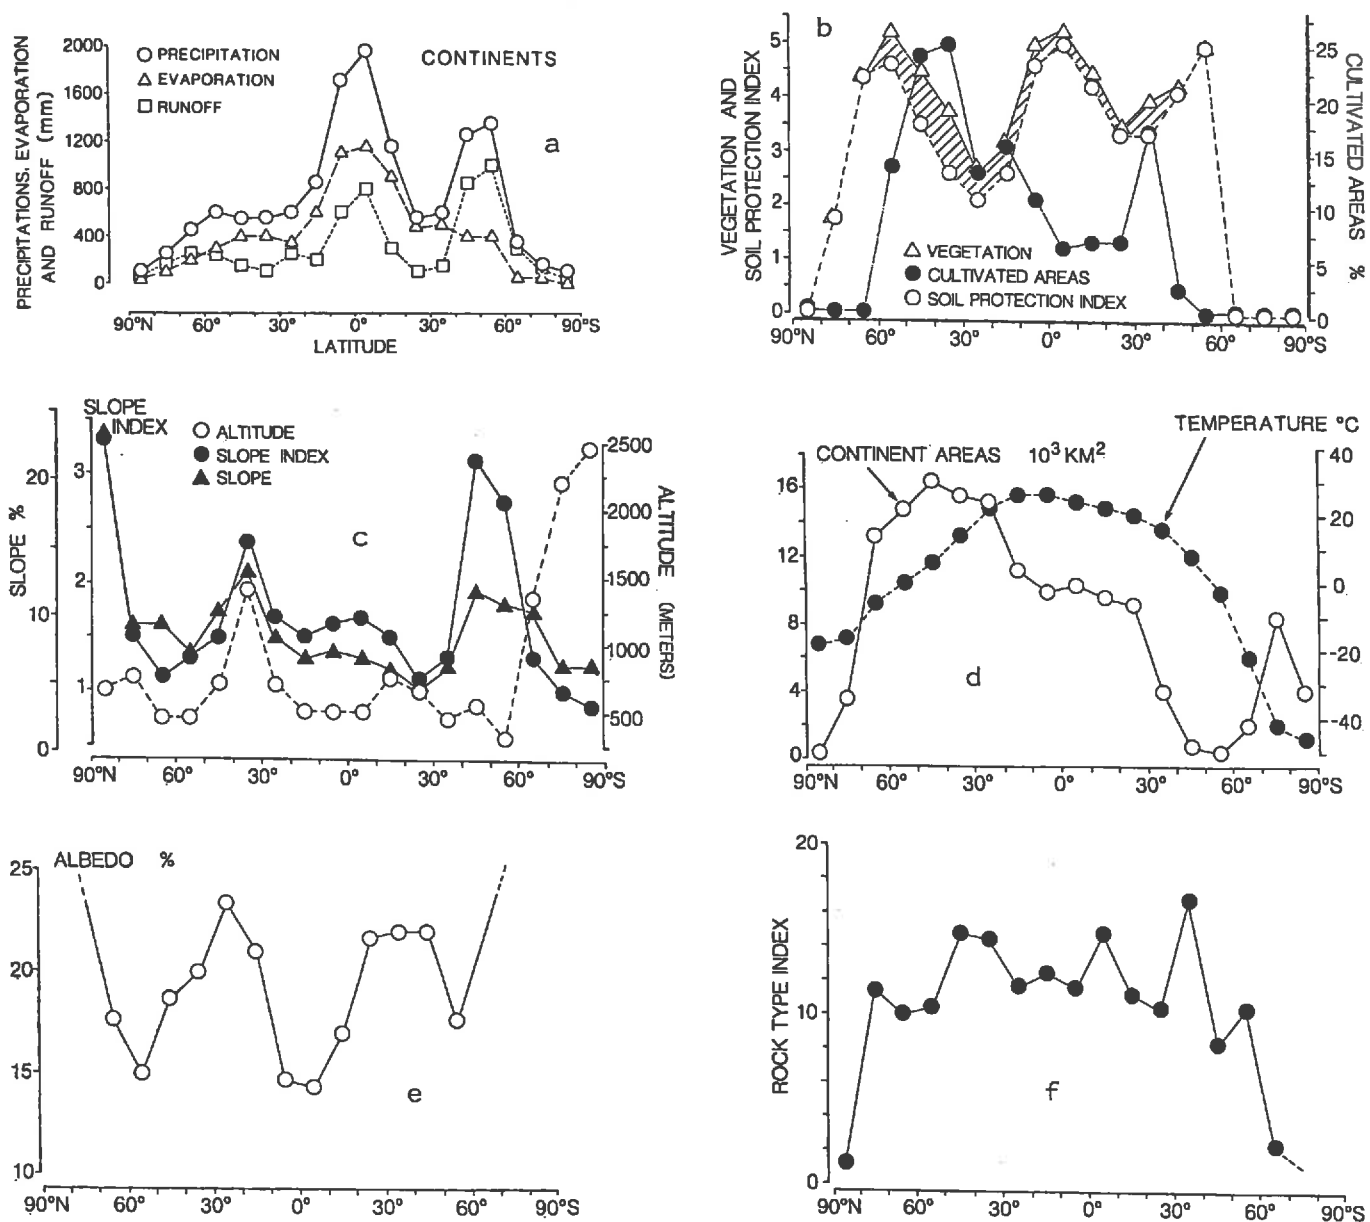 PRECIPITATIONS, EVAPORATION
AND RUNOFF (mm)
2000
1600
1200
800
400
0
PRECIPITATION
EVAPORATION
RUNOFF
CONTINENTS
a
90°N 60° 30° 0° 30° 60° 90°S
LATITUDE
VEGETATION AND
SOIL PROTECTION INDEX
5
4
3
2
1
0
b
VEGETATION
CULTIVATED AREAS
SOIL PROTECTION INDEX
25
20
15
10
5
0
CULTIVATED AREAS %
90°N 60° 30° 0° 30° 60° 90°S
SLOPE %
20
10
0
SLOPE
INDEX
3
2
1
ALTITUDE
SLOPE INDEX
SLOPE
c
2500
2000
1500
1000
500
ALTITUDE (METERS)
90°N 60° 30° 0° 30° 60° 90°S
TEMPERATURE °C
CONTINENT AREAS 10³ KM²
16
12
8
4
0
d
40
20
0
-20
-40
90°N 60° 30° 0° 30° 60° 90°S
ALBEDO %
25
20
15
10
e
90°N 60° 30° 0° 30° 60° 90°S
ROCK TYPE INDEX
20
10
0
f
90°N 60° 30° 0° 30° 60° 90°S